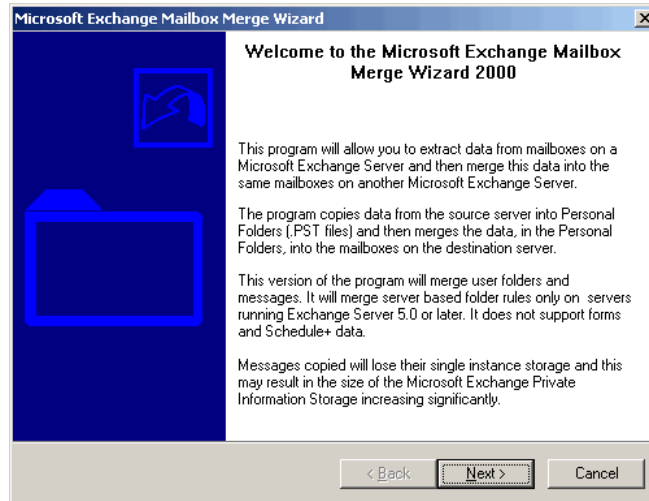 Microsoft Exchange Mailbox Merge Wizard
Welcome to the Microsoft Exchange Mailbox
Merge Wizard 2000
This program will allow you to extract data from mailboxes on a
Microsoft Exchange Server and then merge this data into the
same mailboxes on another Microsoft Exchange Server.
The program copies data from the source server into Personal
Folders (.PST files) and then merges the data, in the Personal
Folders, into the mailboxes on the destination server.
This version of the program will merge user folders and
messages. It will merge server based folder rules only on servers
running Exchange Server 5.0 or later. It does not support forms
and Schedule+ data.
Messages copied will lose their single instance storage and this
may result in the size of the Microsoft Exchange Private
Information Storage increasing significantly.
< Back Next > Cancel